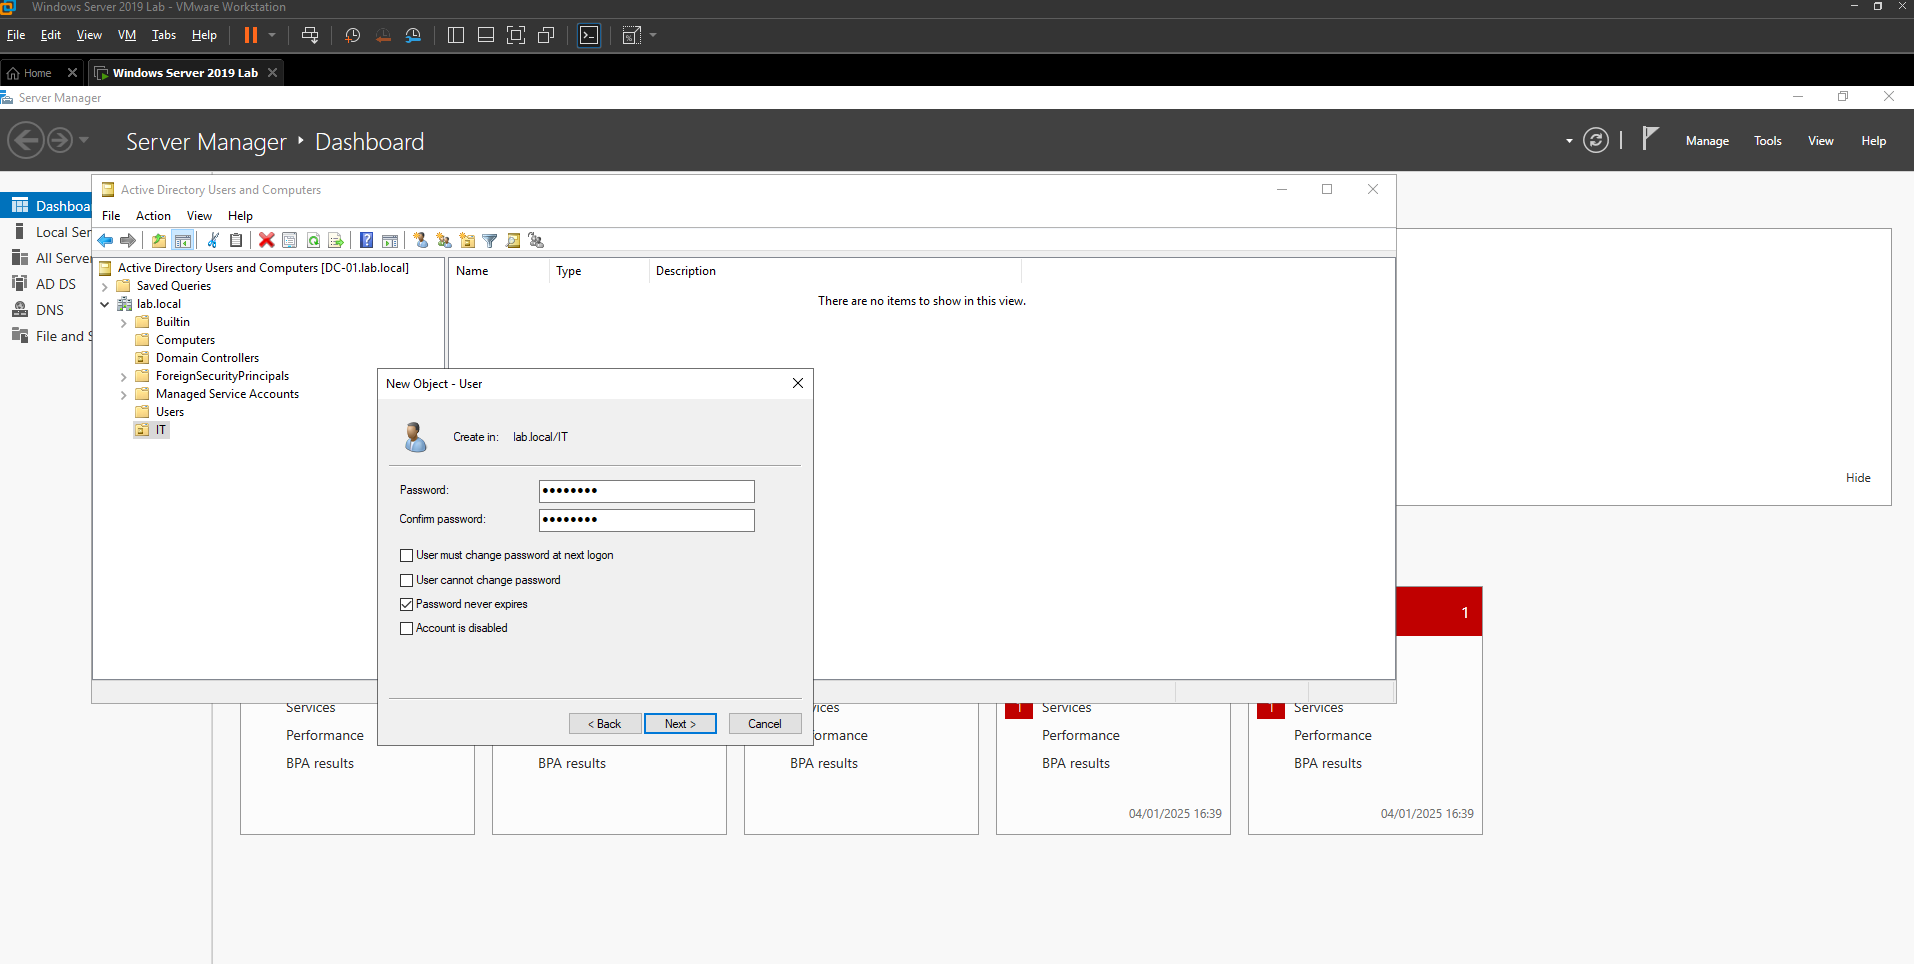 Windows Server 2019 Lab - VMware Workstation
File Edit View VM Tabs Help
Home Windows Server 2019 Lab
Server Manager
Server Manager Dashboard
Manage Tools View Help
Dashboa
Local Ser
All Server
AD DS
DNS
File and S
Active Directory Users and Computers
File Action View Help
Active Directory Users and Computers [DC-01.lab.local]
Saved Queries
lab.local
Builtin
Computers
Domain Controllers
ForeignSecurityPrincipals
Managed Service Accounts
Users
IT
Name Type Description
There are no items to show in this view.
New Object - User
Create in: lab.local/IT
Password:
Confirm password:
User must change password at next logon
User cannot change password
Password never expires
Account is disabled
< Back Next > Cancel
Hide
1
Services
Performance
BPA results
BPA results
vices
ormance
BPA results
1 Services
Performance
BPA results
04/01/2025 16:39
1 Services
Performance
BPA results
04/01/2025 16:39